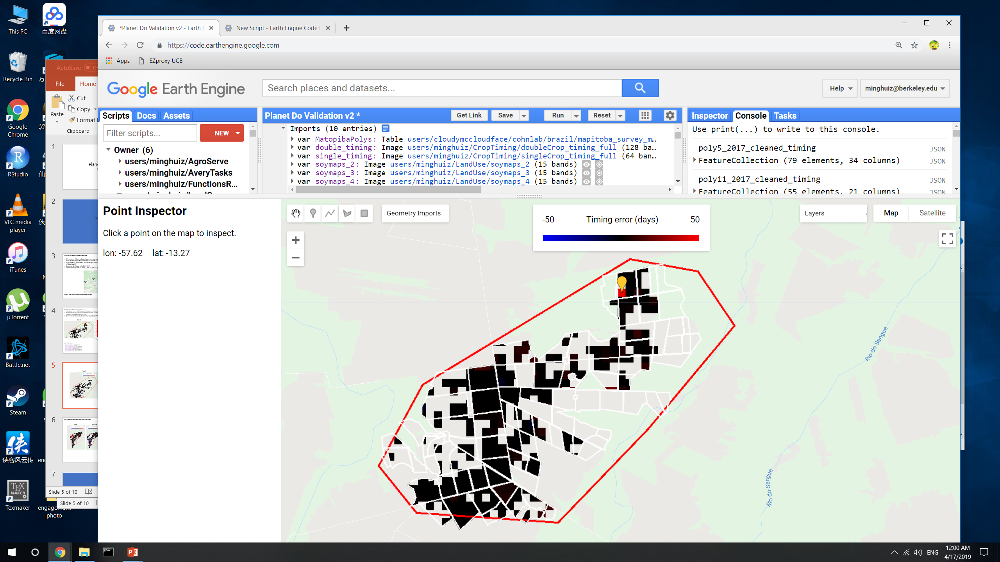 This PC
百度网盘
Recycle Bin
Google
Chrome
RStudio
VLC media
player
iTunes
µTorrent
Battle.net
Steam
侠客风云传
Texmaker
engagement
photo
AutoSave
File
Home
Cut
Copy
Paste
Format
Clipboard
1
2
3
4
5
6
7
Slide 5 of 10
Slide 5 of 10
*Planet Do Validation v2 - Earth E
New Script - Earth Engine Code E
https://code.earthengine.google.com
Apps
EZproxy UCB
Google Earth Engine
Search places and datasets...
Help
minghuiz@berkeley.edu
Scripts
Docs
Assets
Filter scripts...
NEW
Owner (6)
users/minghuiz/AgroServe
users/minghuiz/AveryTasks
users/minghuiz/FunctionsR...
Planet Do Validation v2 *
Get Link
Save
Run
Reset
Imports (10 entries)
var MatopibaPolys: Table users/cloudymccloudface/cohnlab/brazil/mapitoba_survey_m...
var double_timing: Image users/minghuiz/CropTiming/doubleCrop_timing_full (128 ba...
var single_timing: Image users/minghuiz/CropTiming/singleCrop_timing_full (64 ban...
var soymaps_2: Image users/minghuiz/LandUse/soymaps_2 (15 bands)
var soymaps_3: Image users/minghuiz/LandUse/soymaps_3 (15 bands)
var soymaps_4: Image users/minghuiz/LandUse/soymaps_4 (15 bands)
Inspector
Console
Tasks
Use print(...) to write to this console.
poly5_2017_cleaned_timing
JSON
FeatureCollection (79 elements, 34 columns)
JSON
poly11_2017_cleaned_timing
JSON
FeatureCollection (55 elements, 21 columns)
JSON
Point Inspector
Click a point on the map to inspect.
lon: -57.62 lat: -13.27
Geometry Imports
-50 Timing error (days) 50
Layers
Map
Satellite
Rio do Sangue
Rio do Sangue
ENG
12:00 AM
4/17/2019